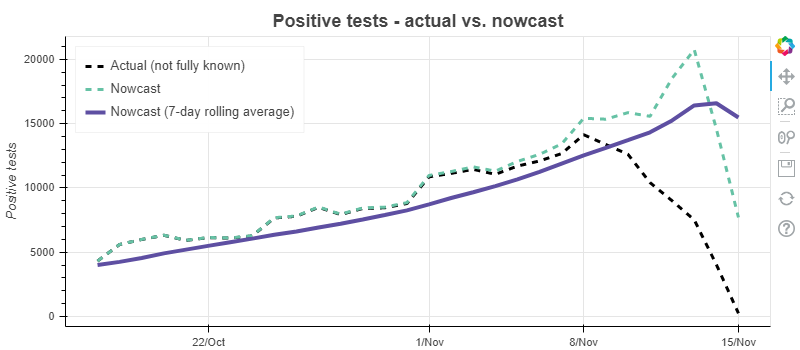 Positive tests - actual vs. nowcast
Actual (not fully known)
Nowcast
Nowcast (7-day rolling average)
Positive tests
20000
15000
10000
5000
0
22/Oct
1/Nov
8/Nov
15/Nov